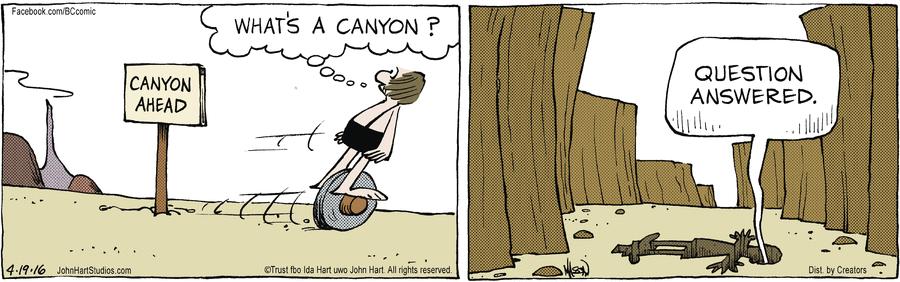 Facebook.com/BCcomic
WHAT'S A CANYON?
CANYON
AHEAD
4·19·16
JohnHartStudios.com
©Trust fbo Ida Hart uwo John Hart. All rights reserved.
QUESTION
ANSWERED.
Dist. by Creators